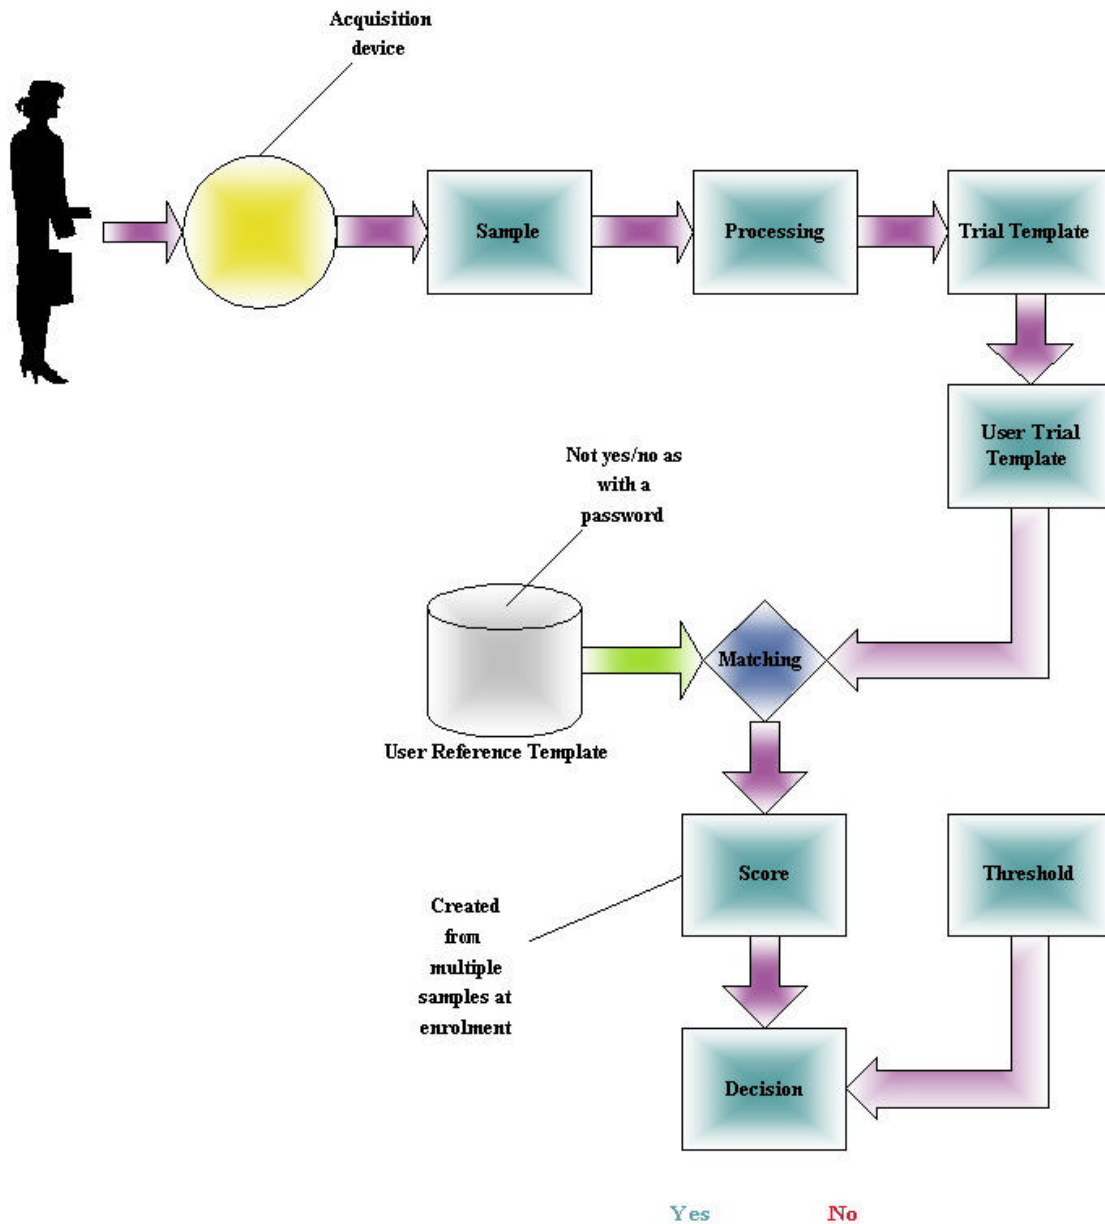 Acquisition
device
Sample
Processing
Trial Template
User Trial
Template
Not yes/no as
with a
password
Matching
User Reference Template
Score
Threshold
Created
from
multiple
samples at
enrolment
Decision
Yes
No